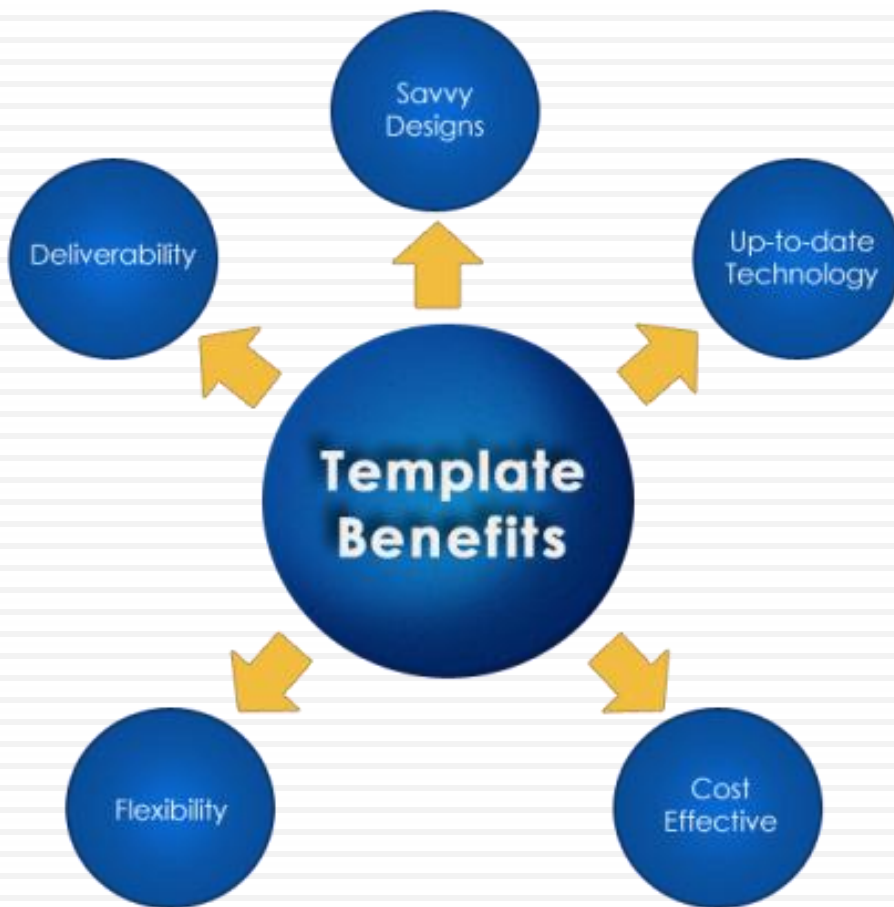 Savvy
Designs
Deliverability
Up-to-date
Technology
Template
Benefits
Flexibility
Cost
Effective